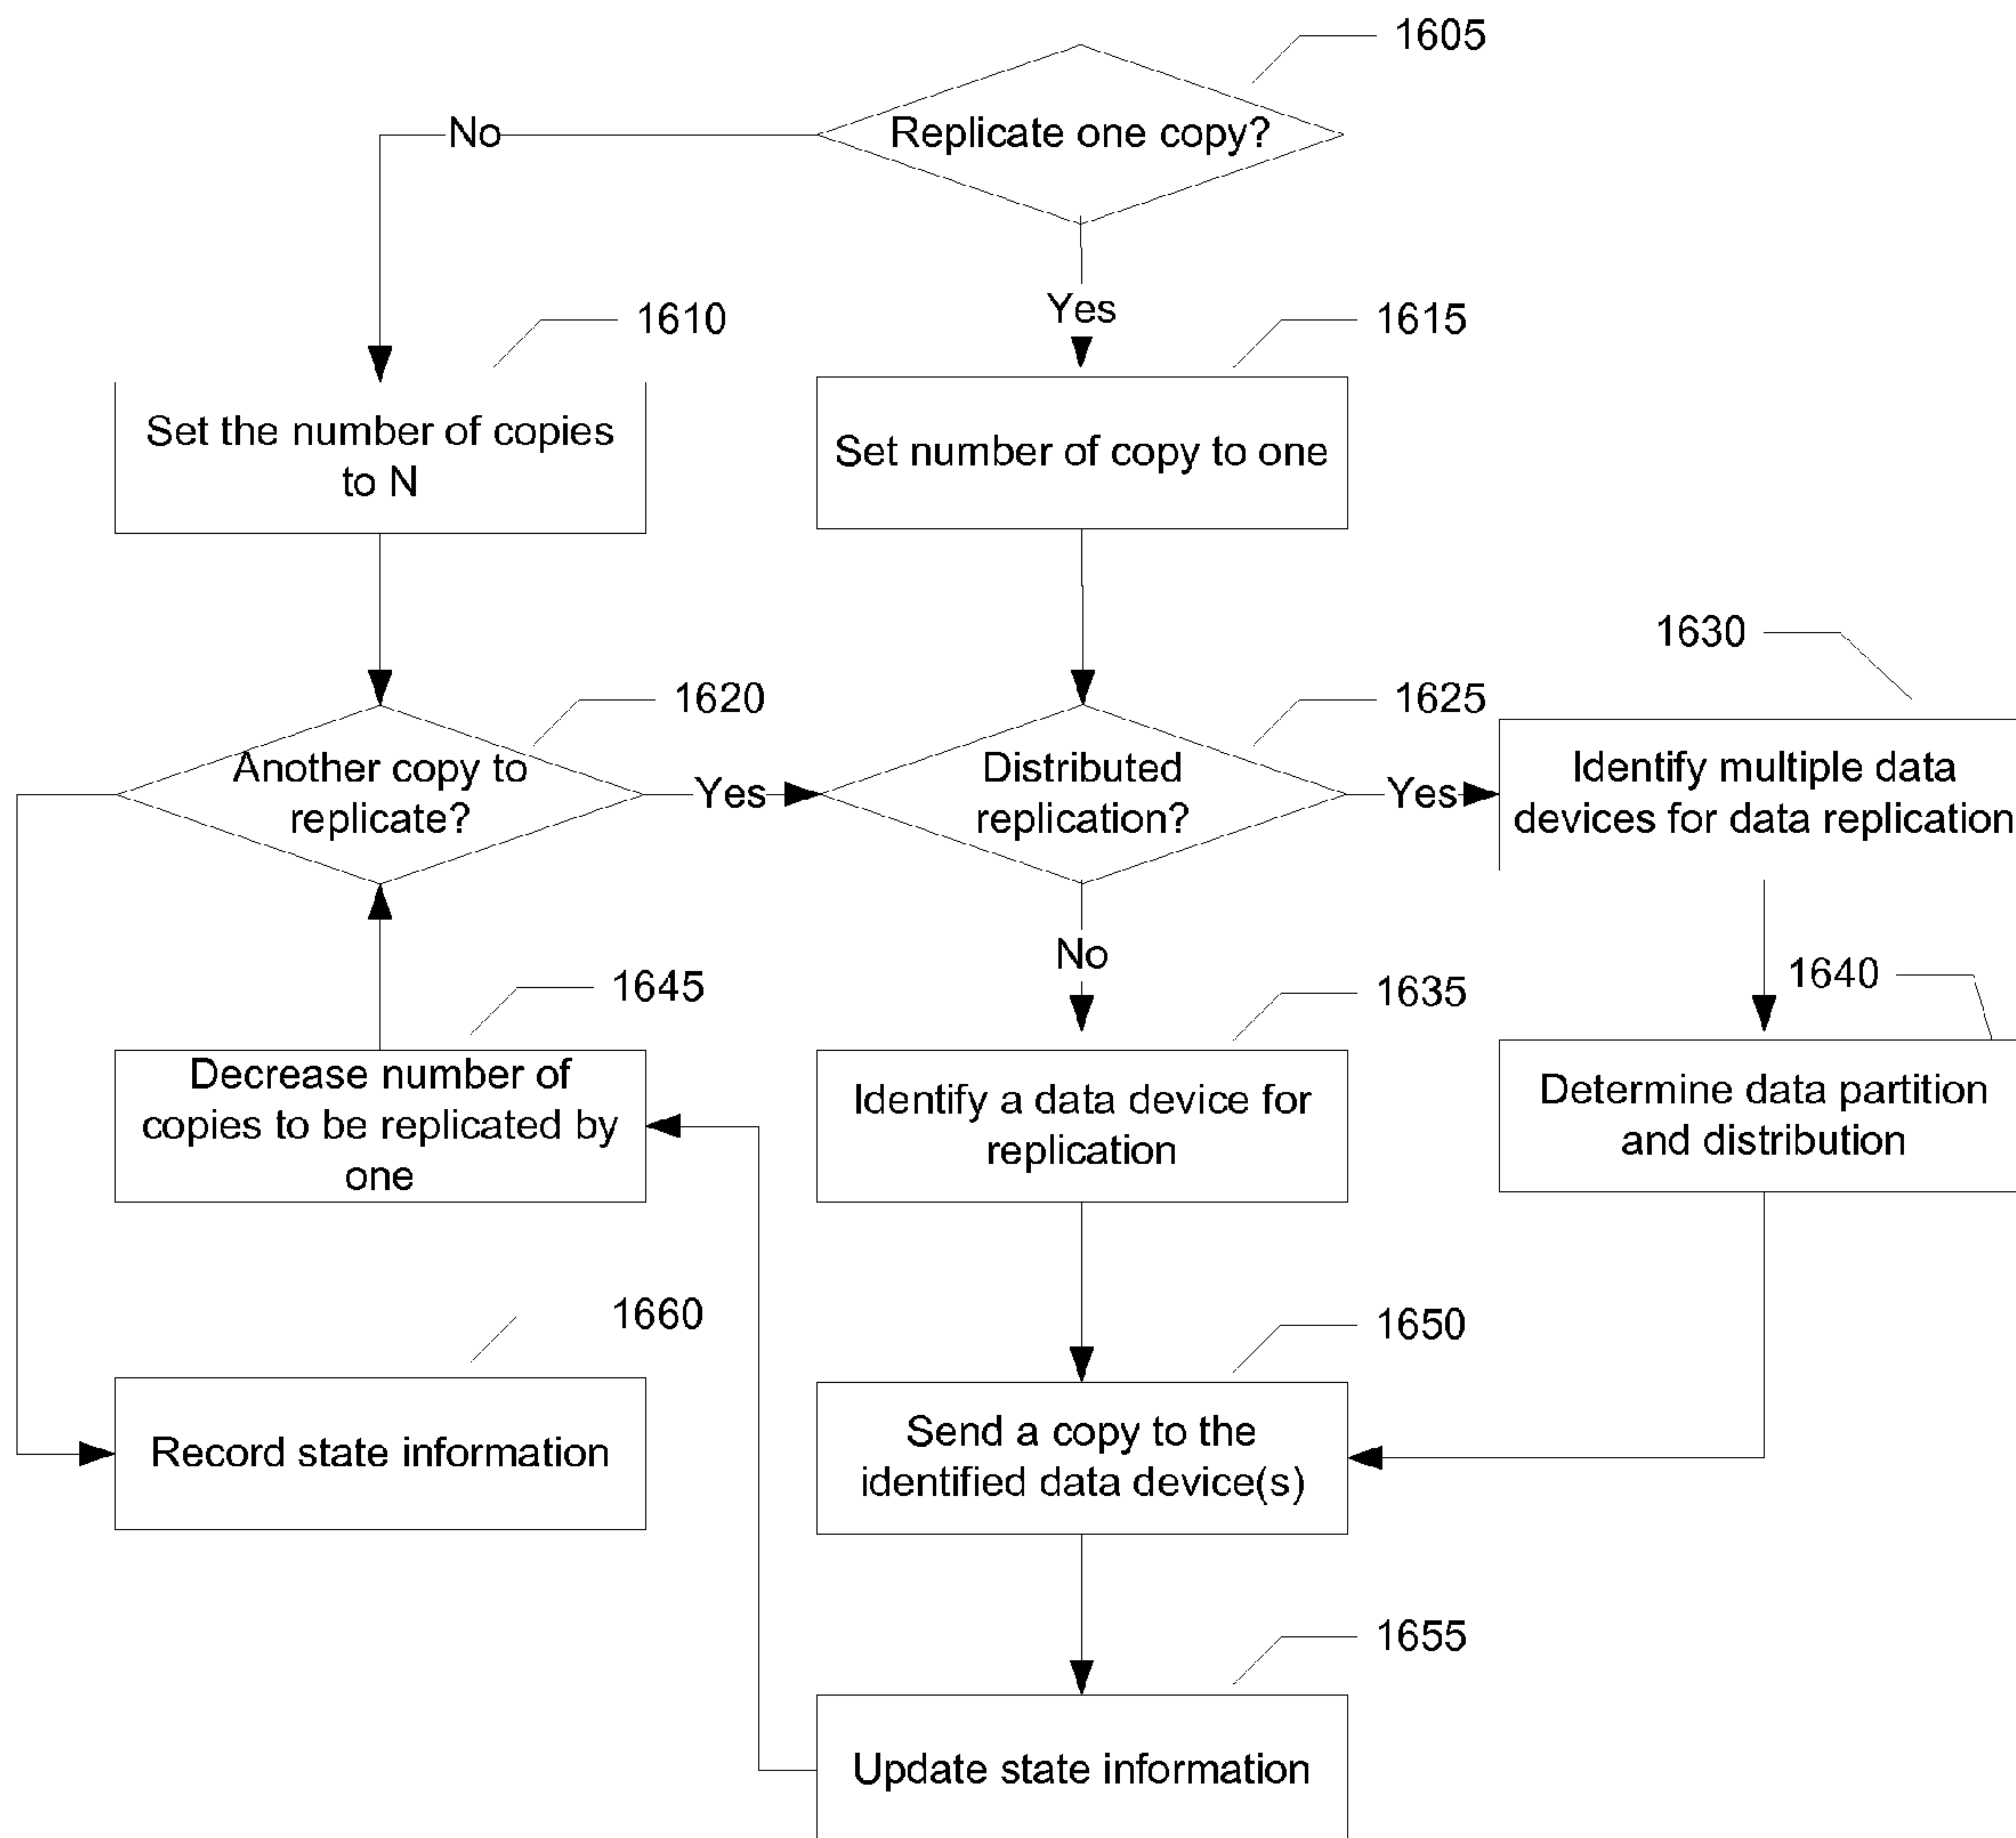 1605
Replicate one copy?
No
Yes
1610
1615
Set the number of copies
to N
Set number of copy to one
1630
1620
1625
Another copy to
replicate?
Yes
Distributed
replication?
Yes
Identify multiple data
devices for data replication
No
1645
1635
1640
Decrease number of
copies to be replicated by
one
Identify a data device for
replication
Determine data partition
and distribution
1660
1650
Record state information
Send a copy to the
identified data device(s)
1655
Update state information